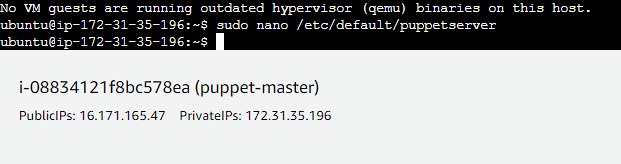 No VM guests are running outdated hypervisor (qemu) binaries on this host.
ubuntu@ip-172-31-35-196:~$ sudo nano /etc/default/puppetserver
ubuntu@ip-172-31-35-196:~$
i-08834121f8bc578ea (puppet-master)
PublicIPs: 16.171.165.47 PrivateIPs: 172.31.35.196